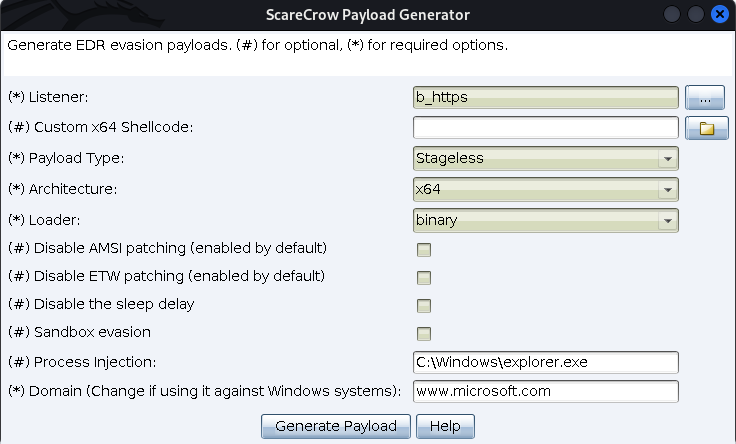 ScareCrow Payload Generator
Generate EDR evasion payloads. (#) for optional, (*) for required options.
(*) Listener: b_https ...
(#) Custom x64 Shellcode:
(*) Payload Type: Stageless
(*) Architecture: x64
(*) Loader: binary
(#) Disable AMSI patching (enabled by default)
(#) Disable ETW patching (enabled by default)
(#) Disable the sleep delay
(#) Sandbox evasion
(#) Process Injection: C:\Windows\explorer.exe
(*) Domain (Change if using it against Windows systems): www.microsoft.com
Generate Payload Help